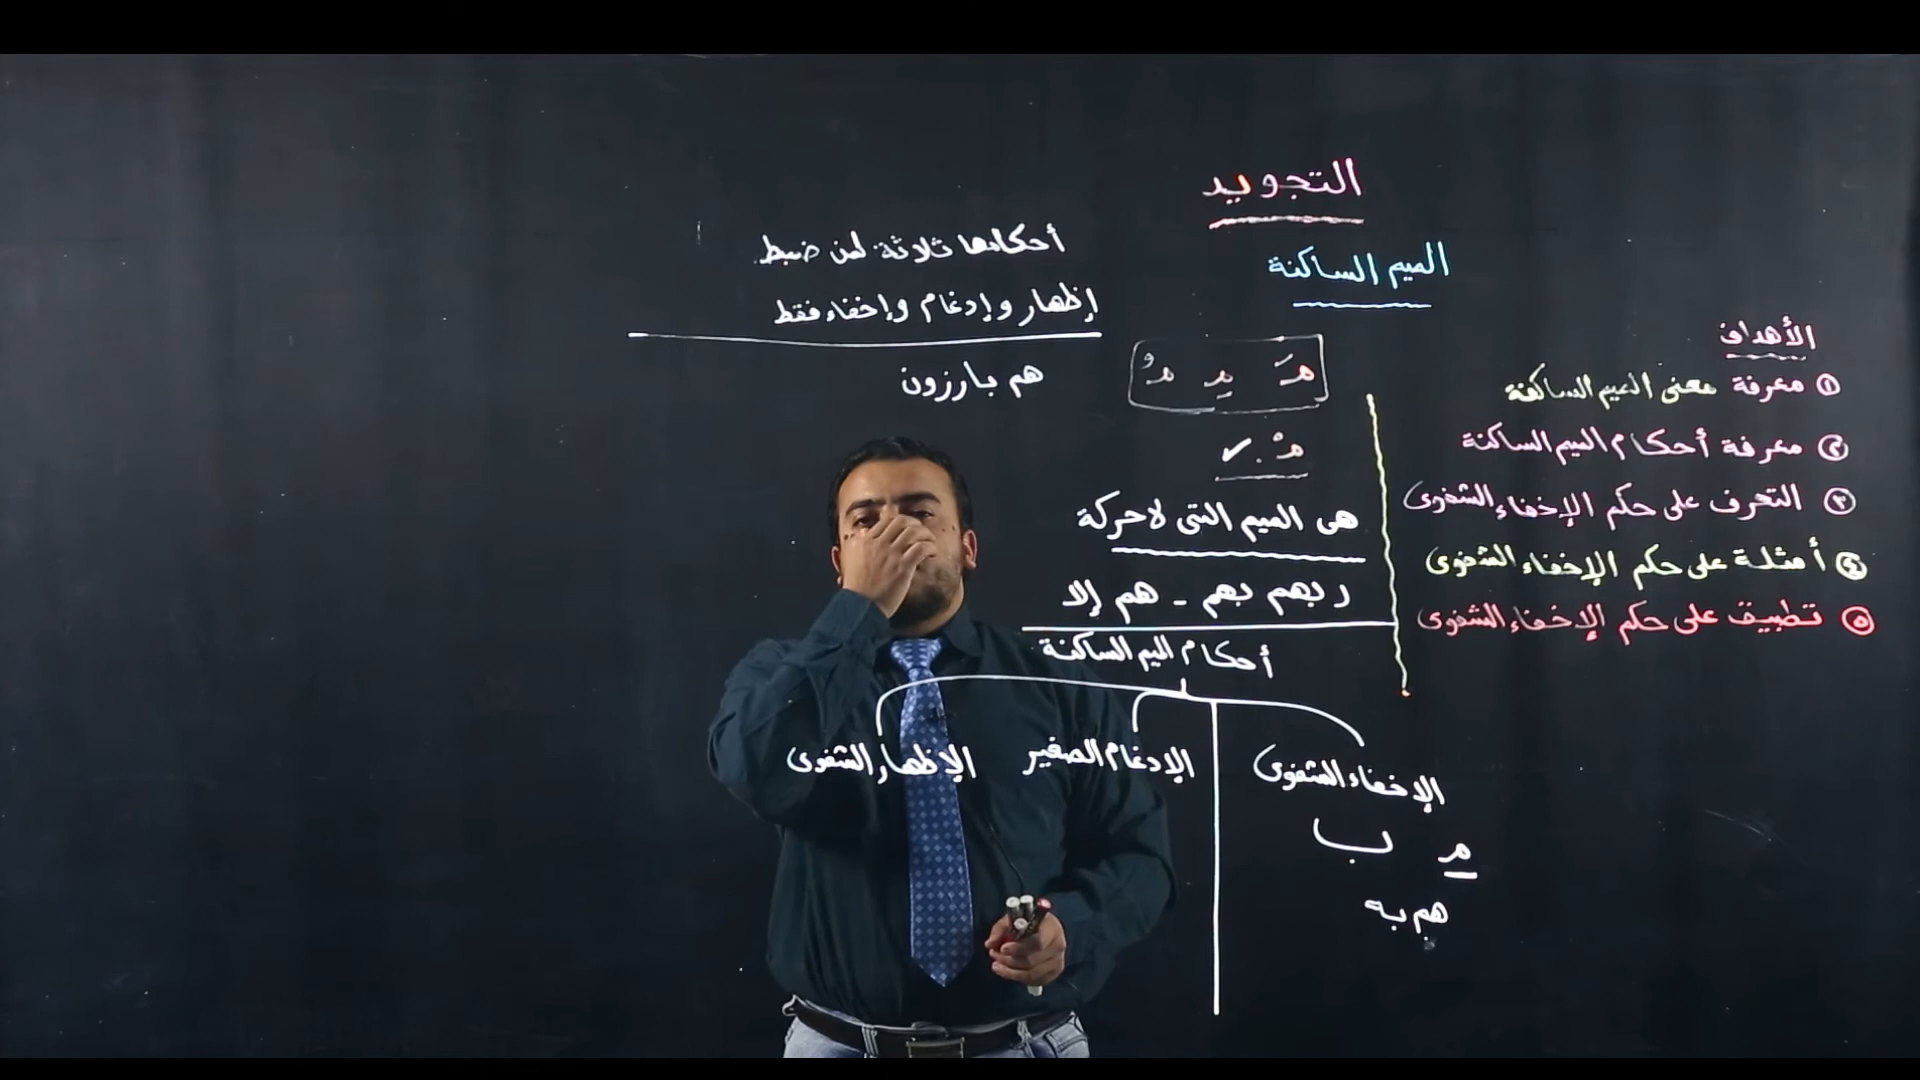 التجويد
الميم الساكنة
الأهداف
١ معرفة معنى الميم الساكنة
٢ معرفة أحكام الميم الساكنة
٣ التعرف على حكم الإخفاء الشفوى
٤ أمثلة على حكم الإخفاء الشفوى
٥ تطبيق على حكم الإخفاء الشفوى
مَ مِ مُ
مْ ✓
هى الميم التى لا حركة
ربهم بهم - هم إلا
أحكامها ثلاثة لمن ضبط
إظهار وإدغام وإخفاء فقط
هم بارزون
أحكام الميم الساكنة
الإخفاء الشفوى
الإدغام الصغير
الإظهار الشفوى
م ب
هم به